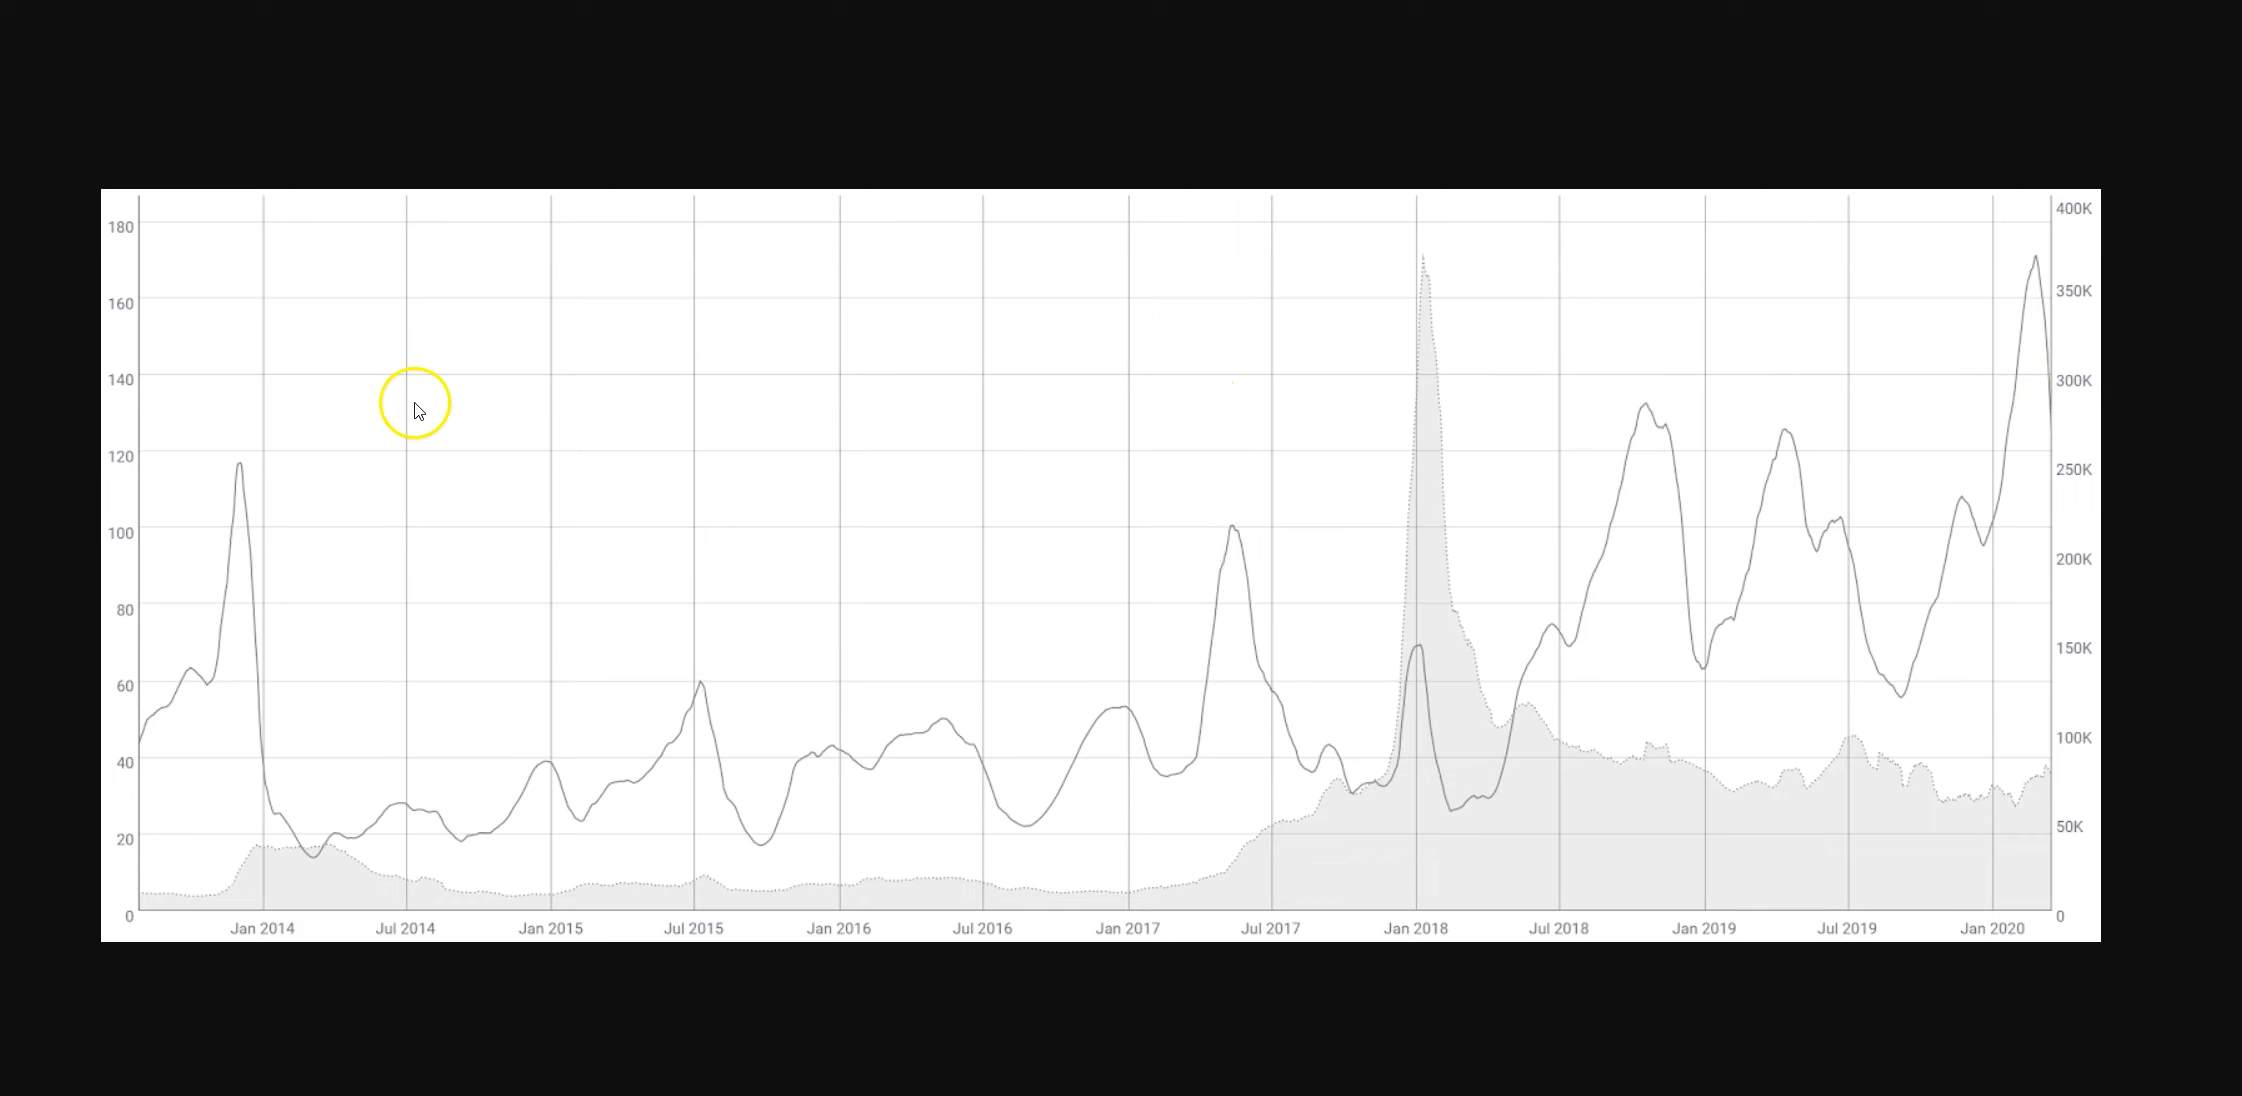 180
160
140
120
100
80
60
40
20
0
400K
350K
300K
250K
200K
150K
100K
50K
0
Jan 2014
Jul 2014
Jan 2015
Jul 2015
Jan 2016
Jul 2016
Jan 2017
Jul 2017
Jan 2018
Jul 2018
Jan 2019
Jul 2019
Jan 2020